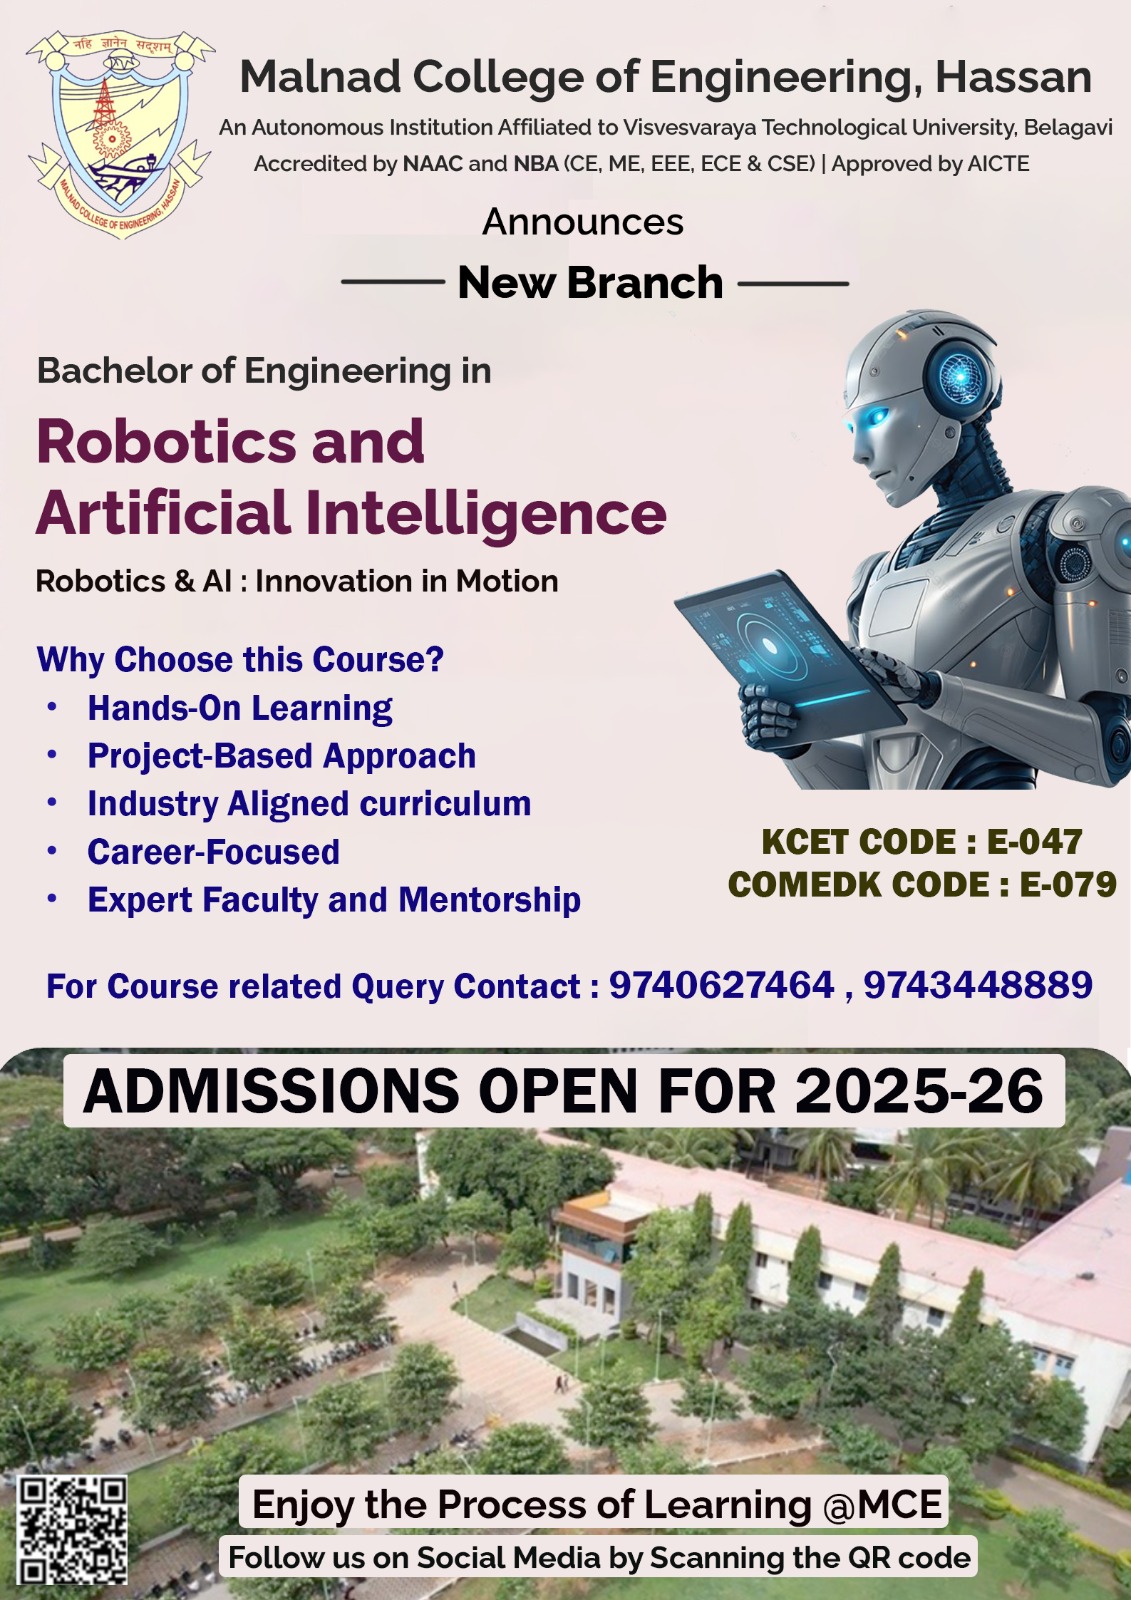 नहि ज्ञानेन सदृशम्
MALNAD COLLEGE OF ENGINEERING, HASSAN
Malnad College of Engineering, Hassan
An Autonomous Institution Affiliated to Visvesvaraya Technological University, Belagavi
Accredited by NAAC and NBA (CE, ME, EEE, ECE & CSE) | Approved by AICTE
Announces
New Branch
Bachelor of Engineering in
Robotics and
Artificial Intelligence
Robotics & AI : Innovation in Motion
Why Choose this Course?
• Hands-On Learning
• Project-Based Approach
• Industry Aligned curriculum
• Career-Focused
• Expert Faculty and Mentorship
KCET CODE : E-047
COMEDK CODE : E-079
For Course related Query Contact : 9740627464 , 9743448889
ADMISSIONS OPEN FOR 2025-26
Enjoy the Process of Learning @MCE
Follow us on Social Media by Scanning the QR code